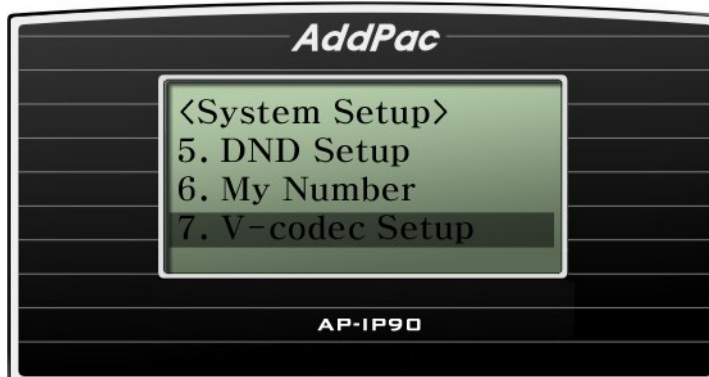 AddPac
<System Setup>
5. DND Setup
6. My Number
7. V-codec Setup
AP-IP90